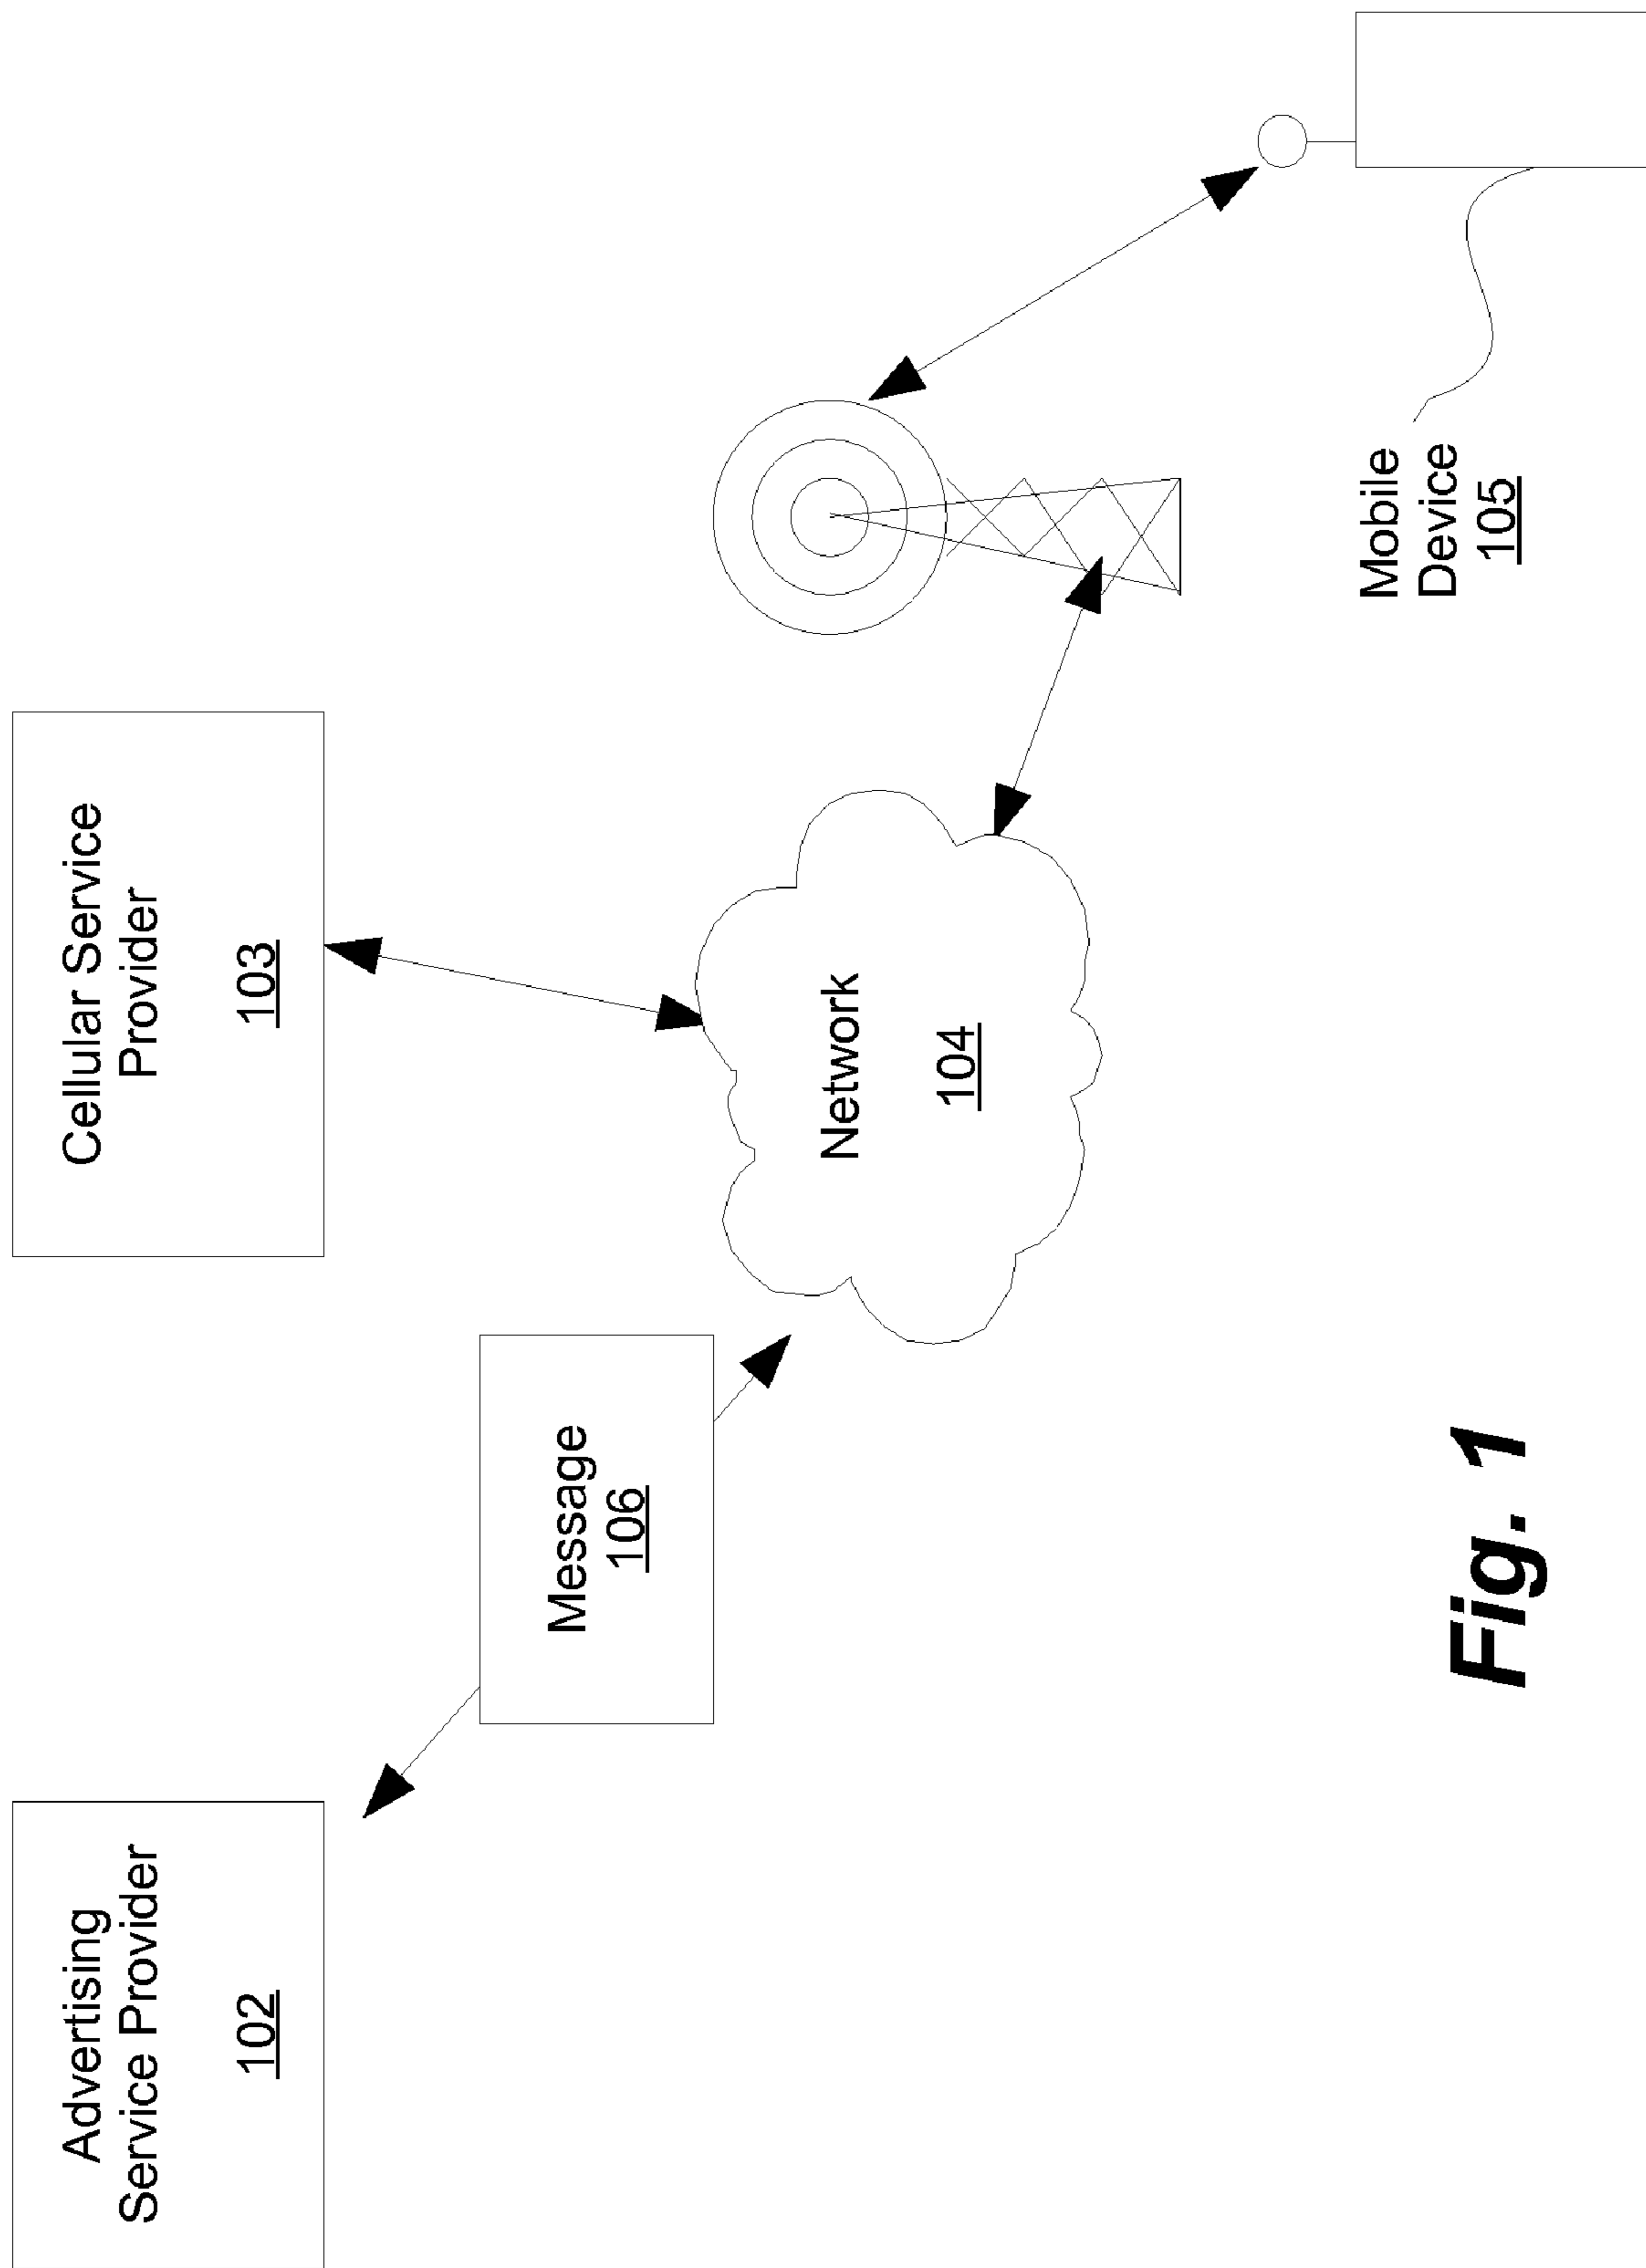 Advertising
Service Provider
102
Cellular Service
Provider
103
Message
106
Network
104
Mobile
Device
105
Fig. 1